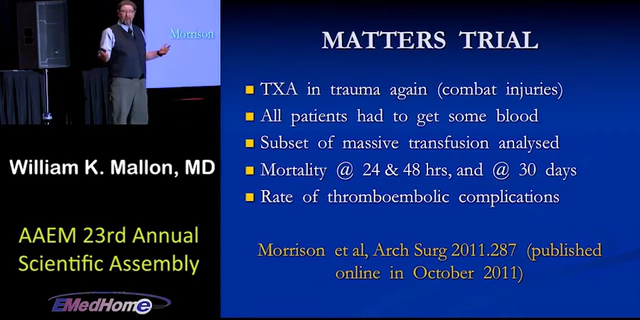 Morrison
William K. Mallon, MD
AAEM 23rd Annual
Scientific Assembly
EMedHome
MATTERS TRIAL
TXA in trauma again (combat injuries)
All patients had to get some blood
Subset of massive transfusion analysed
Mortality @ 24 & 48 hrs, and @ 30 days
Rate of thromboembolic complications
Morrison et al, Arch Surg 2011.287 (published
online in October 2011)